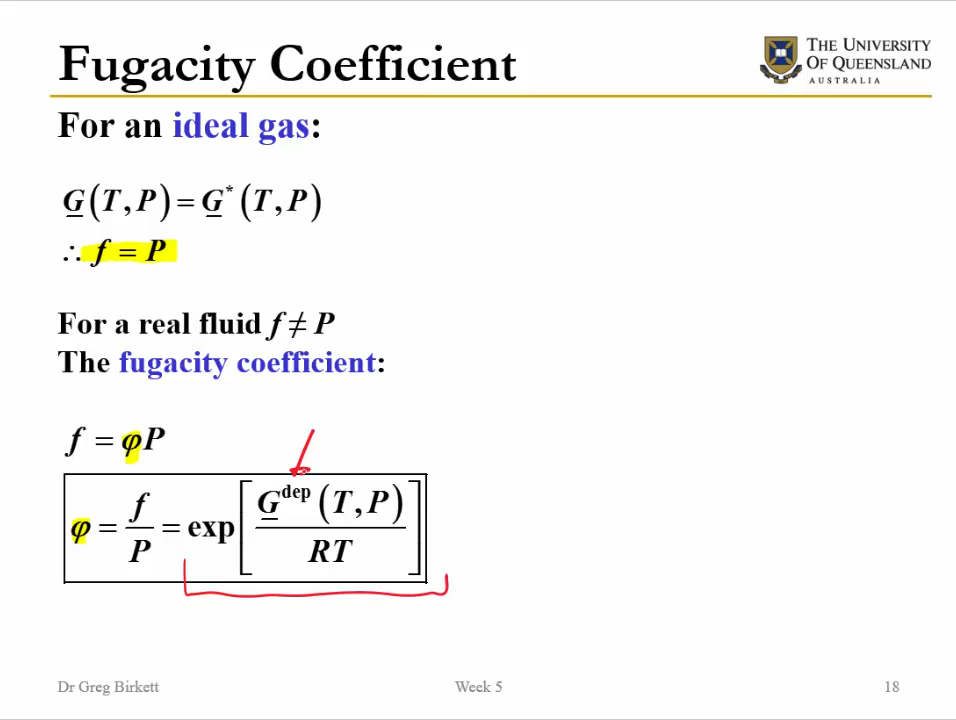 Fugacity Coefficient
THE UNIVERSITY
OF QUEENSLAND
AUSTRALIA
For an ideal gas:
G(T,P) = G*(T,P)
∴ f = P
For a real fluid f ≠ P
The fugacity coefficient:
f = φP
φ = f/P = exp[G^dep(T,P)/RT]
Dr Greg Birkett
Week 5
18